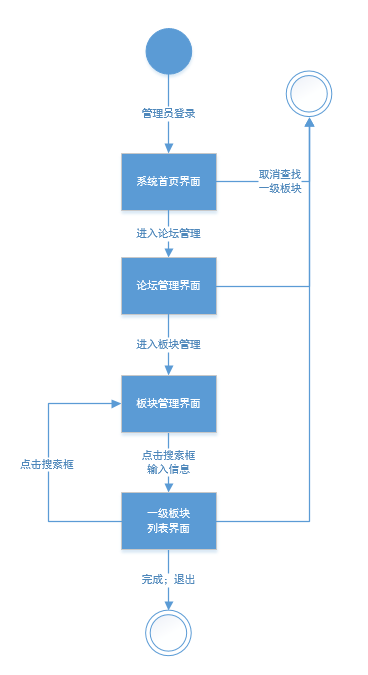 管理员登录
系统首页界面
取消查找
一级板块
进入论坛管理
论坛管理界面
进入板块管理
板块管理界面
点击搜索框
输入信息
点击搜索框
一级板块
列表界面
完成；退出